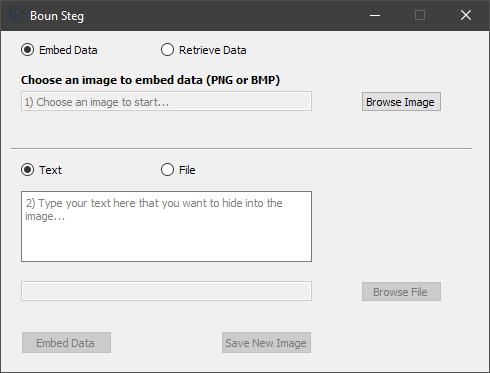 Boun Steg
Embed Data
Retrieve Data
Choose an image to embed data (PNG or BMP)
1) Choose an image to start...
Browse Image
Text
File
2) Type your text here that you want to hide into the
image...
Browse File
Embed Data
Save New Image